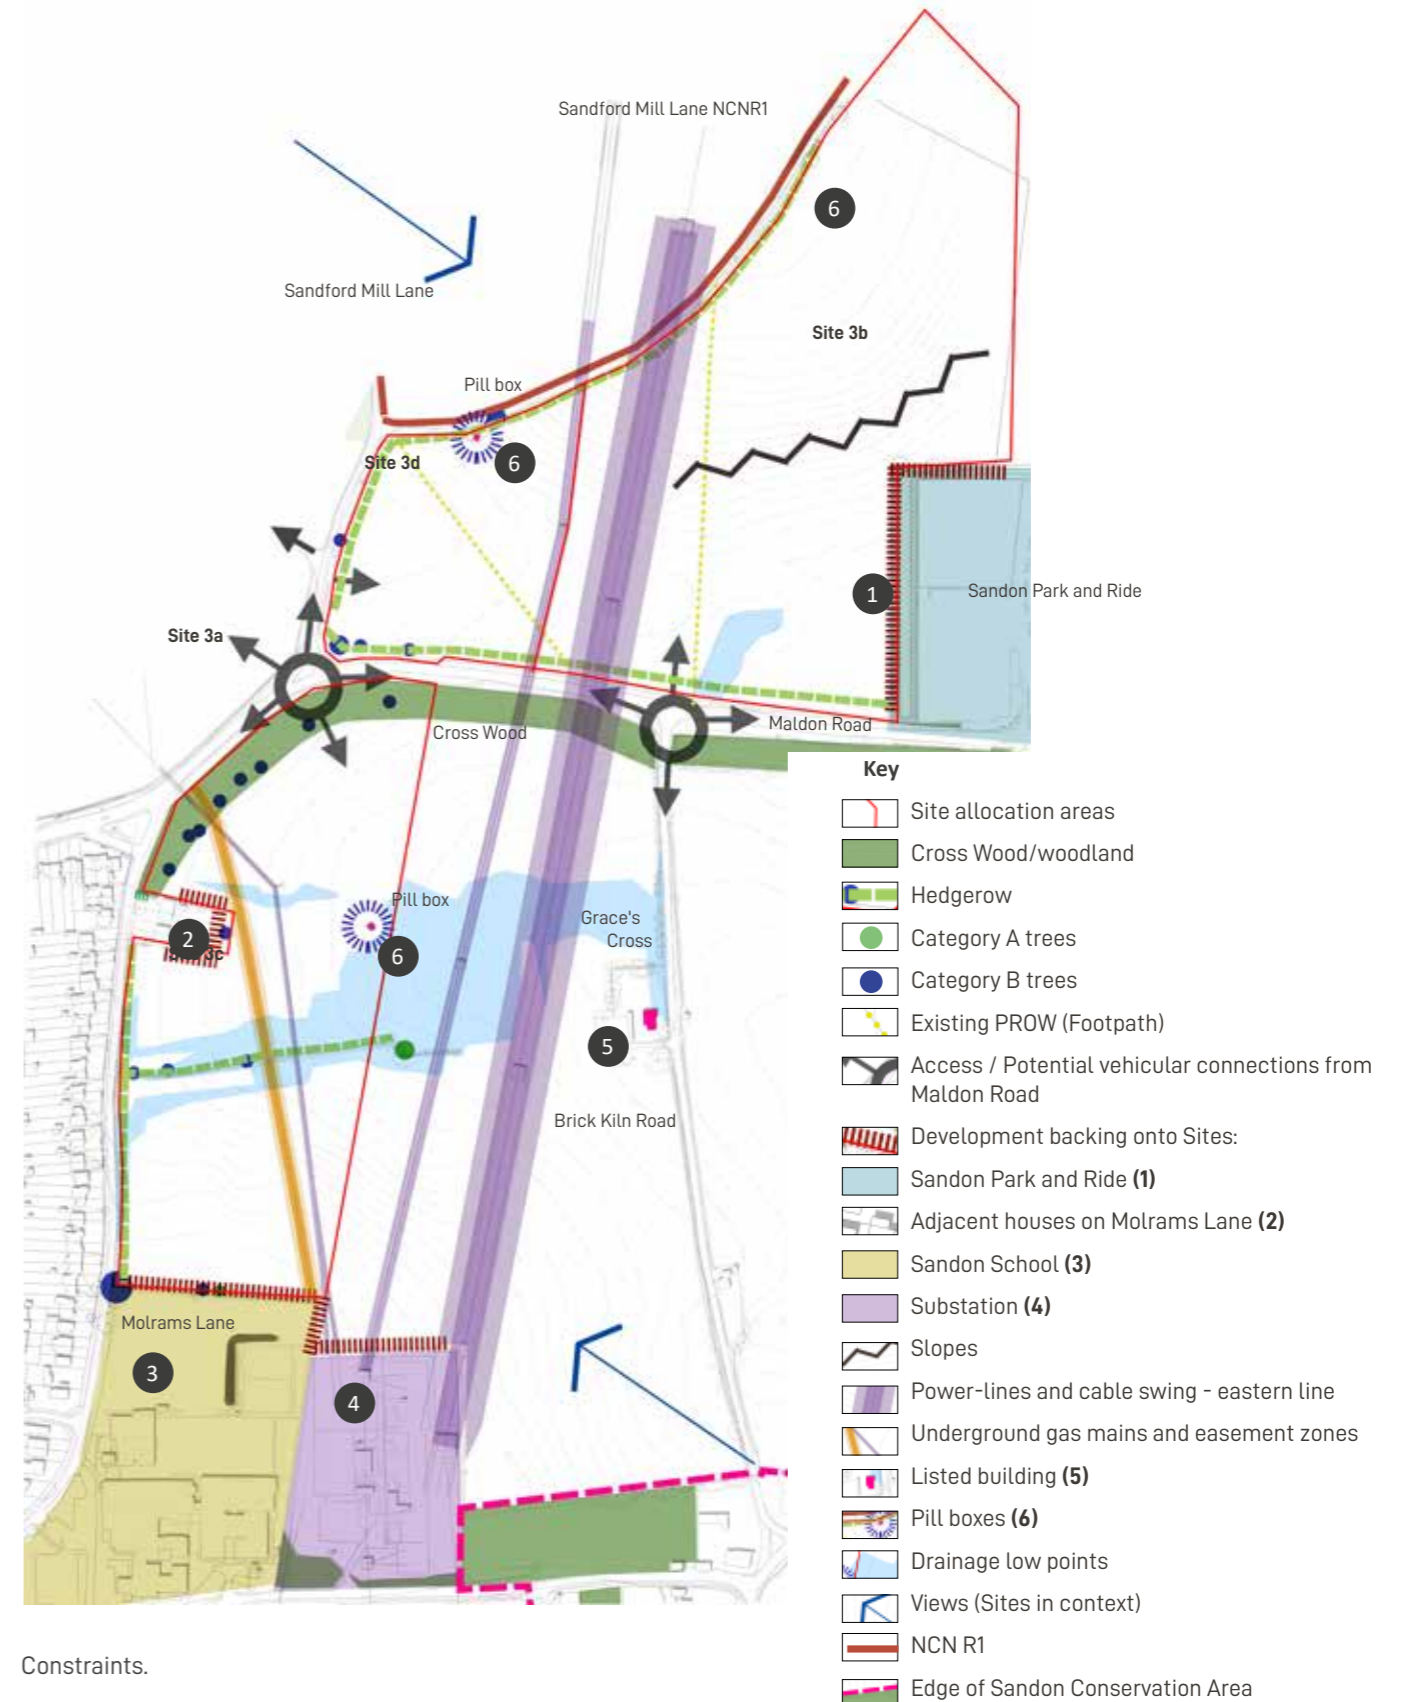 Sandford Mill Lane NCNR1
6
Sandford Mill Lane
Site 3b
Pill box
Site 3d
6
1
Sandon Park and Ride
Site 3a
Maldon Road
Cross Wood
Pill box
Grace's
Cross
2
3c
6
5
Brick Kiln Road
Molrams Lane
3
4
Key
Site allocation areas
Cross Wood/woodland
Hedgerow
Category A trees
Category B trees
Existing PROW (Footpath)
Access / Potential vehicular connections from
Maldon Road
Development backing onto Sites:
Sandon Park and Ride (1)
Adjacent houses on Molrams Lane (2)
Sandon School (3)
Substation (4)
Slopes
Power-lines and cable swing - eastern line
Underground gas mains and easement zones
Listed building (5)
Pill boxes (6)
Drainage low points
Views (Sites in context)
NCN R1
Edge of Sandon Conservation Area
Constraints.